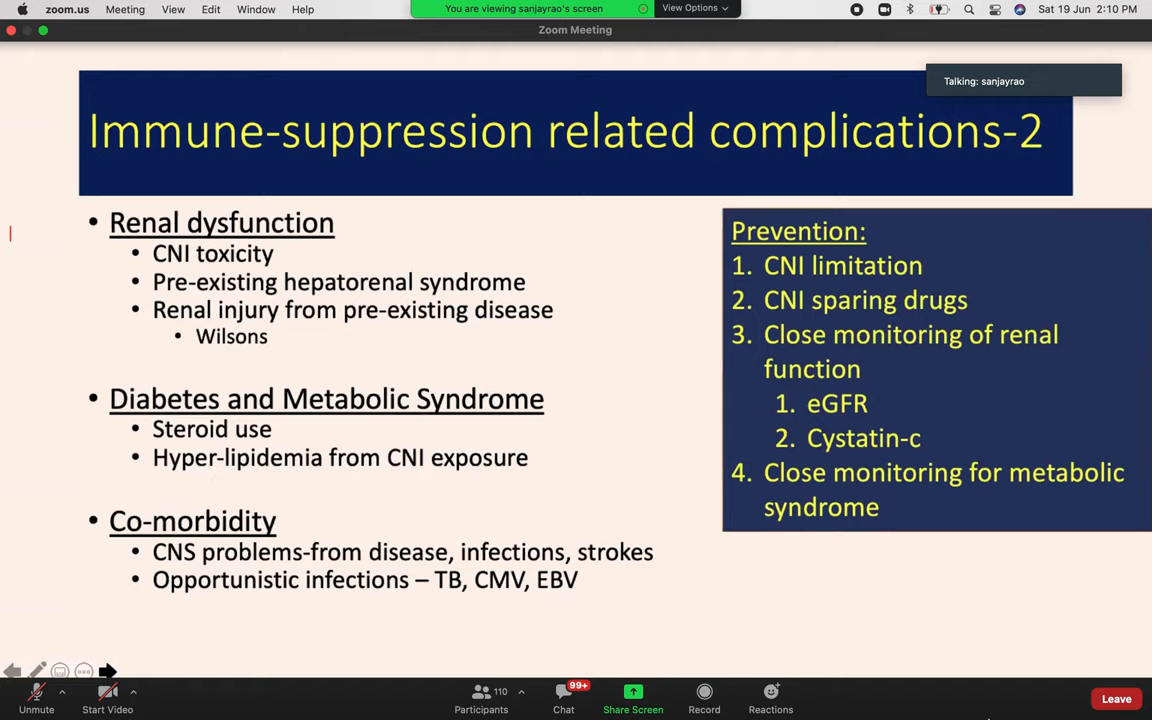 zoom.us Meeting View Edit Window Help
You are viewing sanjayrao's screen
View Options
Sat 19 Jun 2:10 PM
Zoom Meeting
Talking: sanjayrao
Immune-suppression related complications-2
• Renal dysfunction
• CNI toxicity
• Pre-existing hepatorenal syndrome
• Renal injury from pre-existing disease
• Wilsons
• Diabetes and Metabolic Syndrome
• Steroid use
• Hyper-lipidemia from CNI exposure
• Co-morbidity
• CNS problems-from disease, infections, strokes
• Opportunistic infections – TB, CMV, EBV
Prevention:
1. CNI limitation
2. CNI sparing drugs
3. Close monitoring of renal
function
1. eGFR
2. Cystatin-c
4. Close monitoring for metabolic
syndrome
Unmute
Start Video
110
Participants
99+
Chat
Share Screen
Record
Reactions
Leave